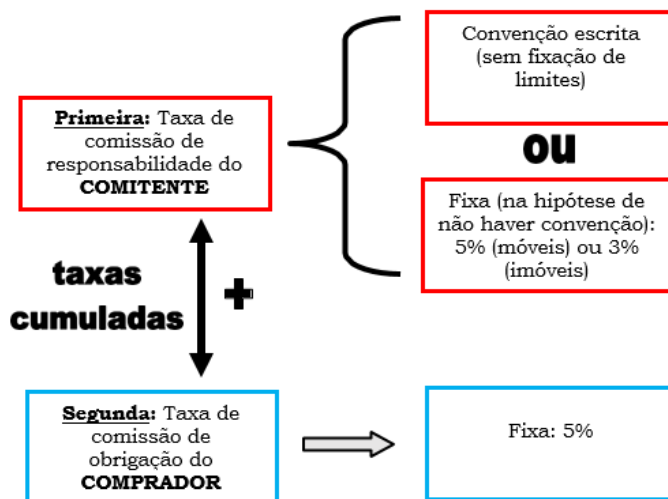 Convenção escrita
(sem fixação de
limites)
Primeira: Taxa de
comissão de
responsabilidade do
COMITENTE
ou
Fixa (na hipótese de
não haver convenção):
5% (móveis) ou 3%
(imóveis)
taxas
cumuladas
+
Segunda: Taxa de
comissão de
obrigação do
COMPRADOR
Fixa: 5%